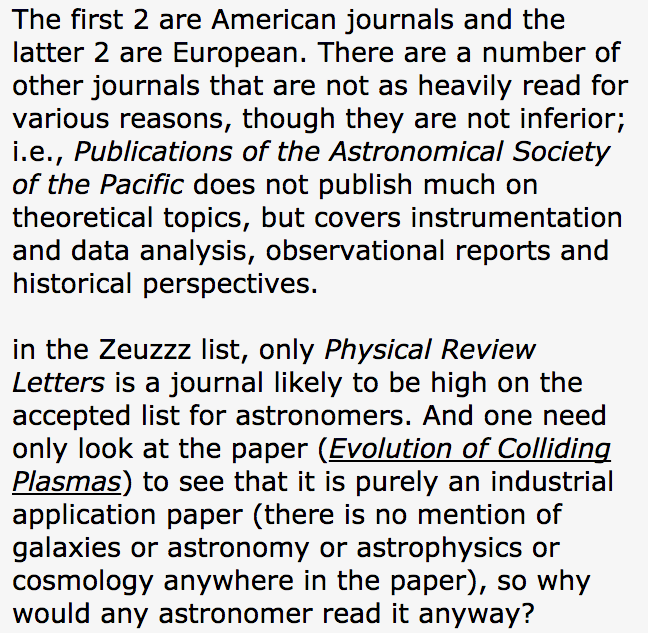 The first 2 are American journals and the
latter 2 are European. There are a number of
other journals that are not as heavily read for
various reasons, though they are not inferior;
i.e., Publications of the Astronomical Society
of the Pacific does not publish much on
theoretical topics, but covers instrumentation
and data analysis, observational reports and
historical perspectives.
in the Zeuzzz list, only Physical Review
Letters is a journal likely to be high on the
accepted list for astronomers. And one need
only look at the paper (Evolution of Colliding
Plasmas) to see that it is purely an industrial
application paper (there is no mention of
galaxies or astronomy or astrophysics or
cosmology anywhere in the paper), so why
would any astronomer read it anyway?